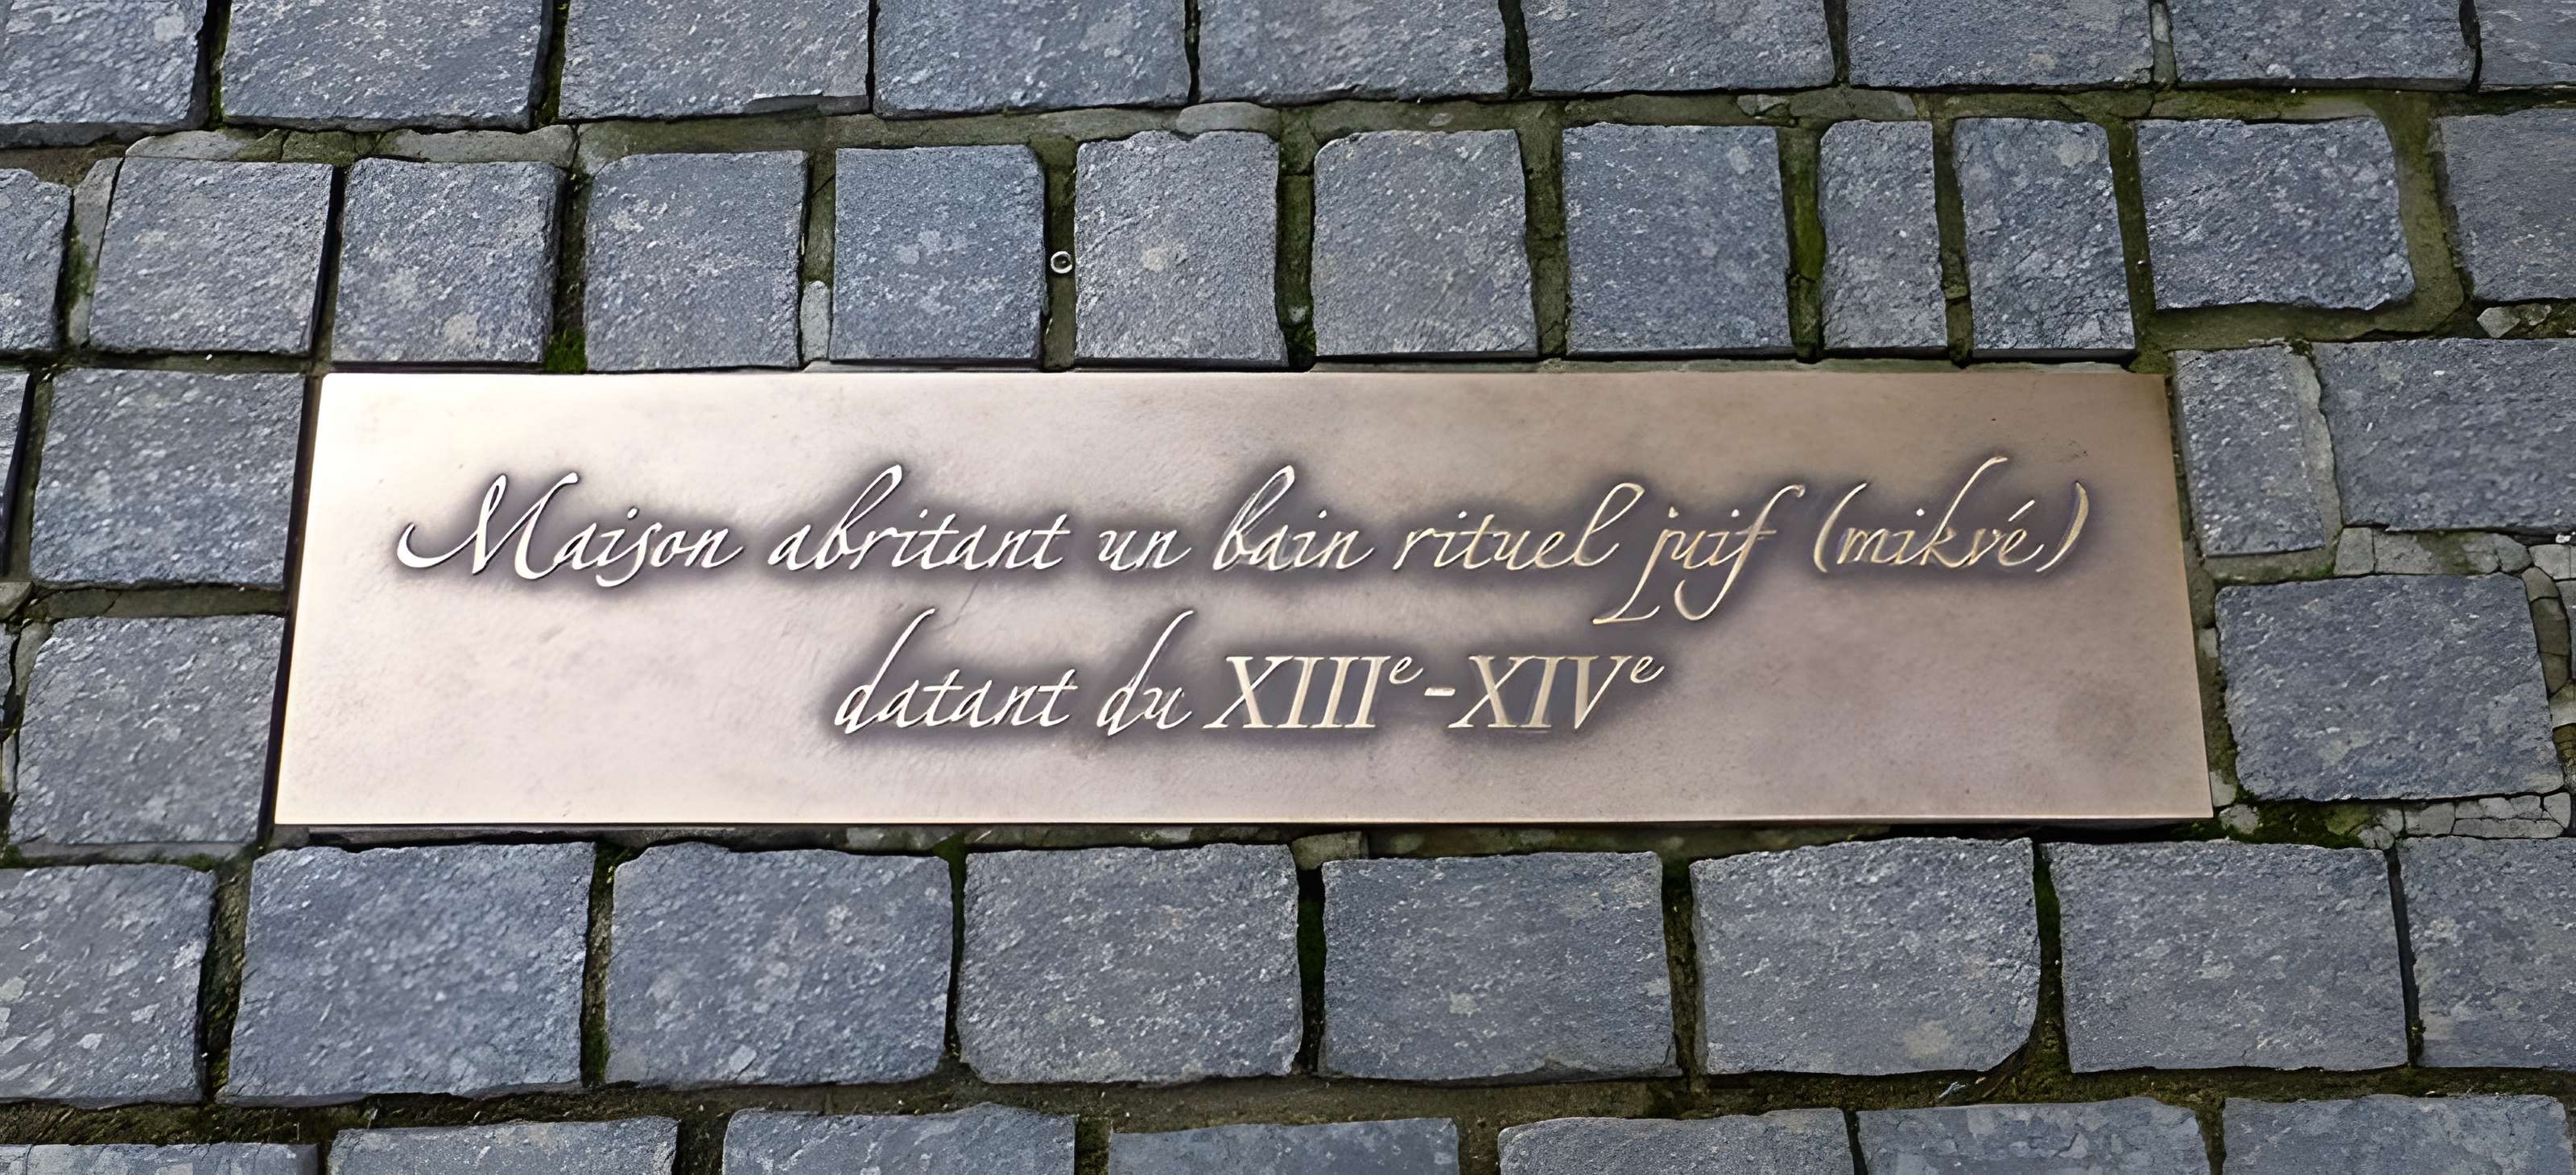 Maison abritant un bain rituel juif (mikvé)
datant du XIIIe-XIVe